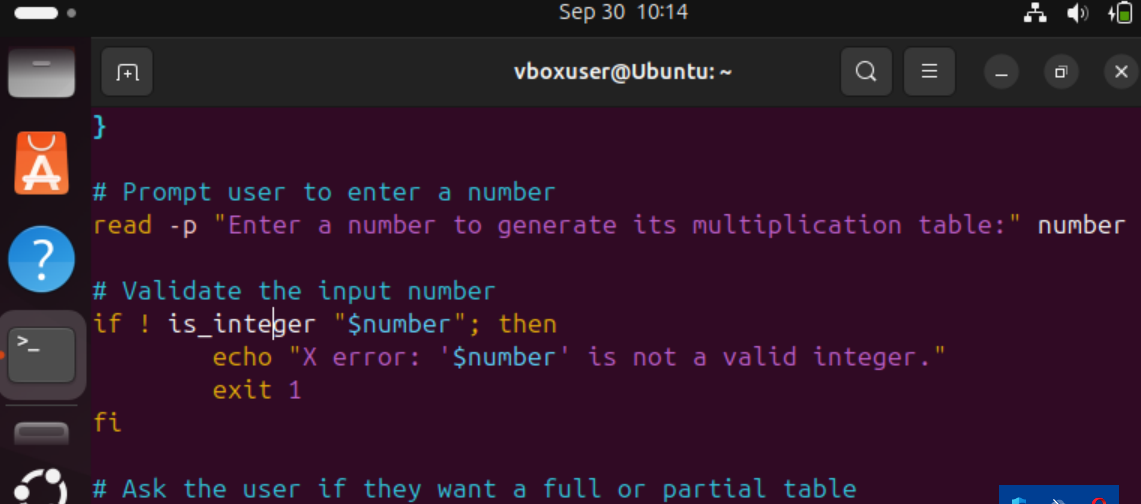 Sep 30 10:14
vboxuser@Ubuntu: ~
}
# Prompt user to enter a number
read -p "Enter a number to generate its multiplication table:" number
# Validate the input number
if ! is_integer "$number"; then
echo "X error: '$number' is not a valid integer."
exit 1
fi
# Ask the user if they want a full or partial table